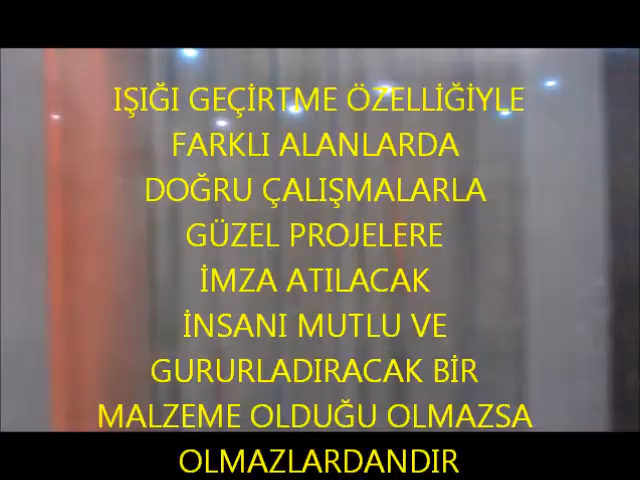 IŞIĞI GEÇİRTME ÖZELLİĞİYLE
FARKLI ALANLARDA
DOĞRU ÇALIŞMALARLA
GÜZEL PROJELERE
İMZA ATILACAK
İNSANI MUTLU VE
GURURLADIRACAK BİR
MALZEME OLDUĞU OLMAZSA
OLMAZLARDANDIR